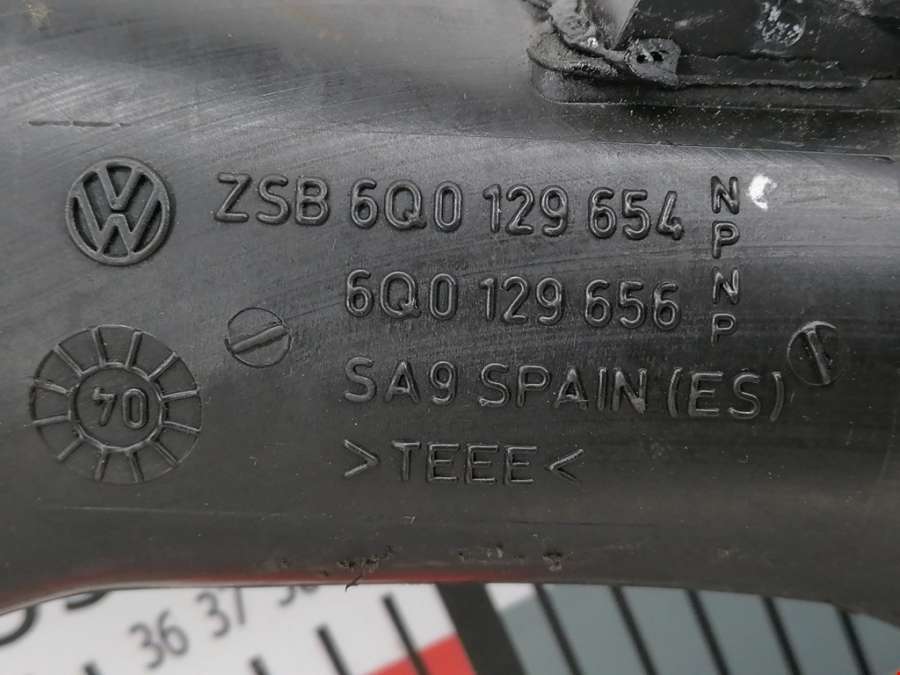 ZSB 6Q0 129 654 N
P
6Q0 129 656 N
P
SA9 SPAIN (ES)
>TEEE<
04
36 37